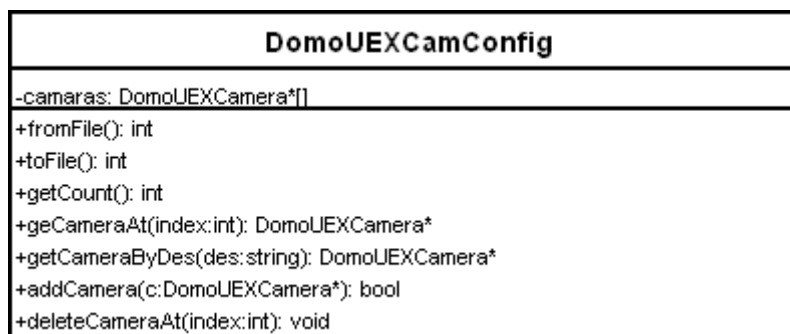 DomoUEXCamConfig
-camaras: DomoUEXCamera*[]
+fromFile(): int
+toFile(): int
+getCount(): int
+geCameraAt(index:int): DomoUEXCamera*
+getCameraByDes(des:string): DomoUEXCamera*
+addCamera(c:DomoUEXCamera*): bool
+deleteCameraAt(index:int): void